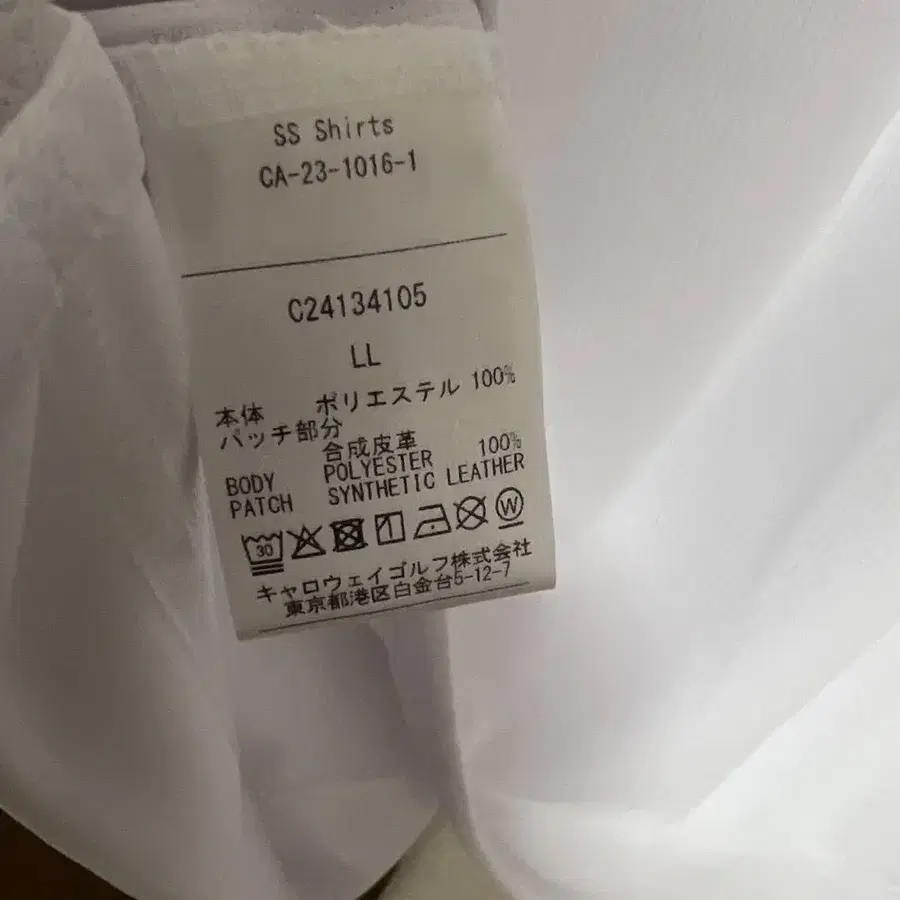 SS Shirts
CA-23-1016-1
C24134105
LL
本体 ポリエステル 100%
パッチ部分
合成皮革
BODY POLYESTER 100%
PATCH SYNTHETIC LEATHER
30 W
キャロウェイゴルフ株式会社
東京都港区白金台5-12-7